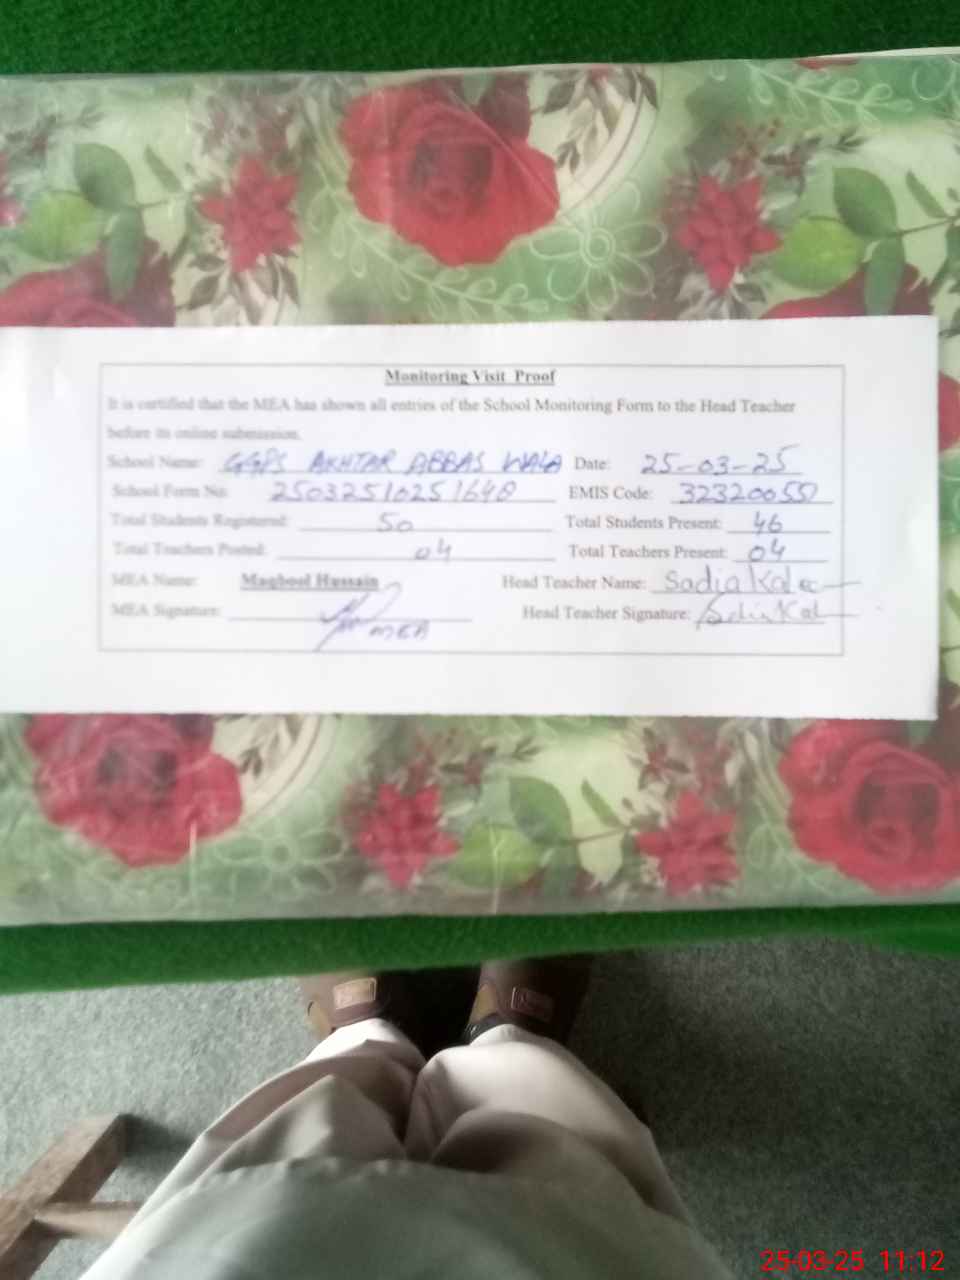 Monitoring Visit Proof
It is certified that the MEA has shown all entries of the School Monitoring Form to the Head Teacher
before its online submission.
School Name: GGPS AKHTAR ABBAS WALA Date: 25-03-25
School Form No: 25032510251648 EMIS Code: 32320055
Total Students Registered: 50 Total Students Present: 46
Total Teachers Posted: 04 Total Teachers Present: 04
MEA Name: Maqbool Hussain Head Teacher Name: Sadia
MEA Signature: MEA Head Teacher Signature:
25-03-25 11:12